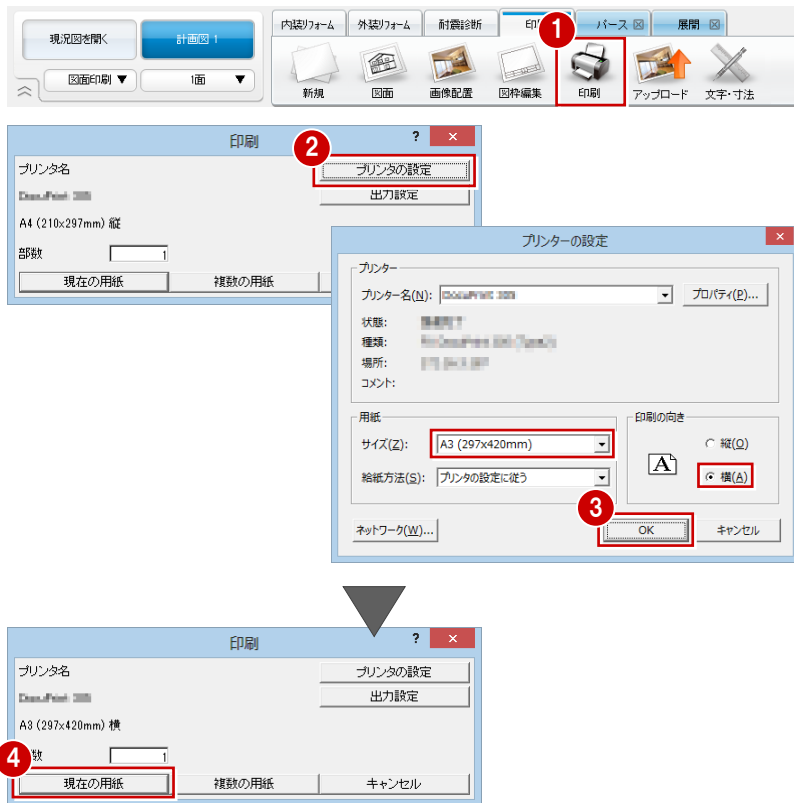 内装リフォーム 外装リフォーム 耐震診断 1 パース 展開
現況図を開く 計画図 1
図面印刷 ▼ 1面 ▼
新規 図面 画像配置 図枠編集 印刷 アップロード 文字・寸法
印刷 ? ×
2
プリンタ名 プリンタの設定
出力設定
A4 (210×297mm) 縦
部数 1
現在の用紙 複数の用紙
プリンターの設定 ×
プリンター
プリンター名(N): プロパティ(P)...
状態:
種類:
場所:
コメント:
用紙 印刷の向き
サイズ(Z): A3 (297x420mm) 縦(O)
給紙方法(S): プリンタの設定に従う A 横(A)
3
ネットワーク(W)... OK キャンセル
印刷 ? ×
プリンタ名 プリンタの設定
出力設定
A3 (297×420mm) 横
4 数 1
現在の用紙 複数の用紙 キャンセル